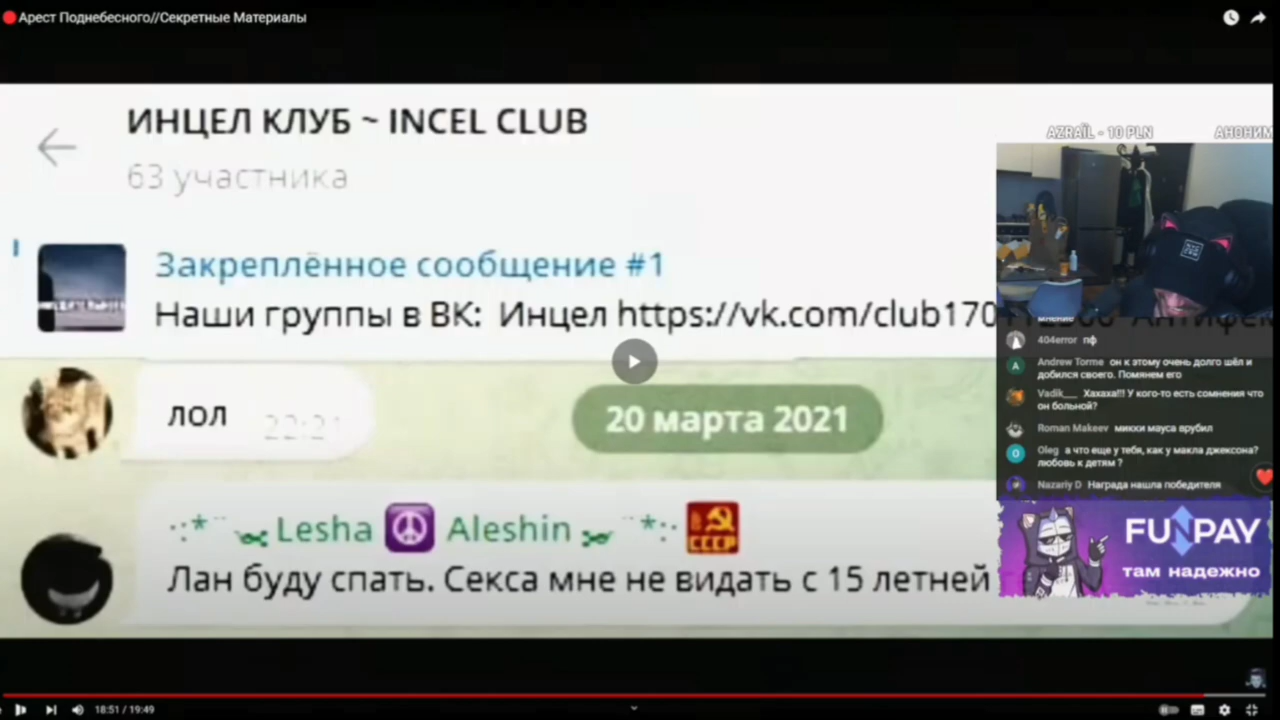 Арест Поднебесного//Секретные Материалы
ИНЦЕЛ КЛУБ ~ INCEL CLUB
63 участника
Закреплённое сообщение #1
Наши группы в ВК: Инцел https://vk.com/club170
лол 22:21
20 марта 2021
Lesha Aleshin
СССР
Лан буду спать. Секса мне не видать с 15 летней
AZRAÏL - 10 PLN АНОНИМ
мнение
404error пф
Andrew Torme он к этому очень долго шёл и
добился своего. Помянем его
Vadik___ Хахаха!!! У кого-то есть сомнения что
он больной?
Roman Makeev микки мауса врубил
Oleg а что еще у тебя, как у макла джексона?
любовь к детям ?
Nazariy D Награда нашла победителя
FUNPAY
там надежно
18:51 / 19:49